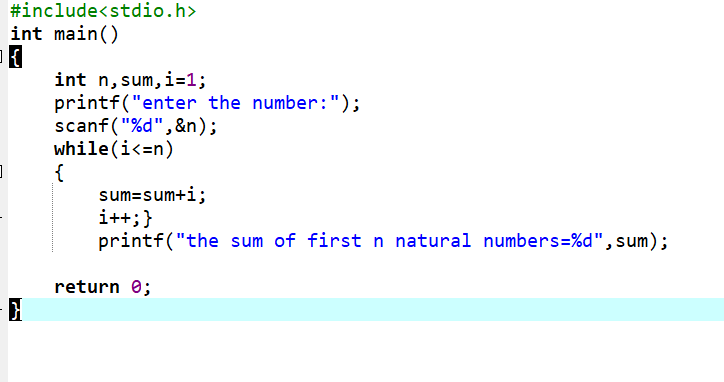 #include<stdio.h>
int main()
{
    int n,sum,i=1;
    printf("enter the number:");
    scanf("%d",&n);
    while(i<=n)
    {
        sum=sum+i;
        i++;}
        printf("the sum of first n natural numbers=%d",sum);

    return 0;
}